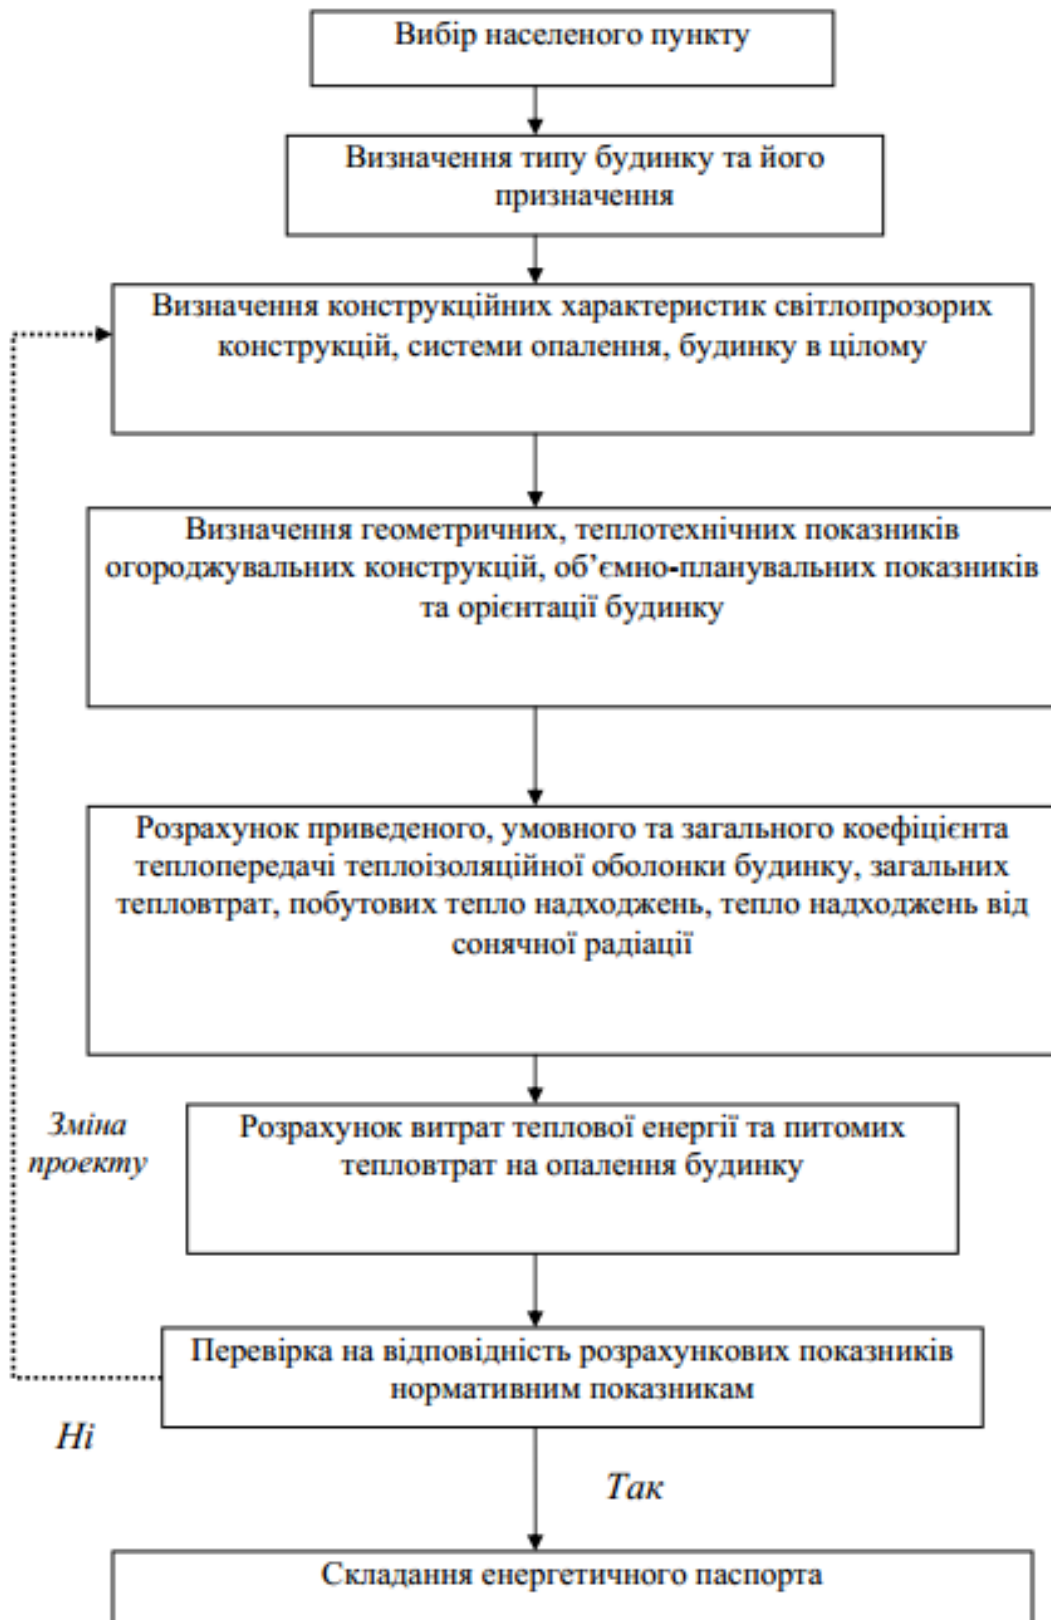 Вибір населеного пункту
Визначення типу будинку та його
призначення
Визначення конструкційних характеристик світлопрозорих
конструкцій, системи опалення, будинку в цілому
Визначення геометричних, теплотехнічних показників
огороджувальних конструкцій, об’ємно-планувальних показників
та орієнтації будинку
Розрахунок приведеного, умовного та загального коефіцієнта
теплопередачі теплоізоляційної оболонки будинку, загальних
тепловтрат, побутових тепло надходжень, тепло надходжень від
сонячної радіації
Зміна
проекту
Розрахунок витрат теплової енергії та питомих
тепловтрат на опалення будинку
Перевірка на відповідність розрахункових показників
нормативним показникам
Ні
Так
Складання енергетичного паспорта